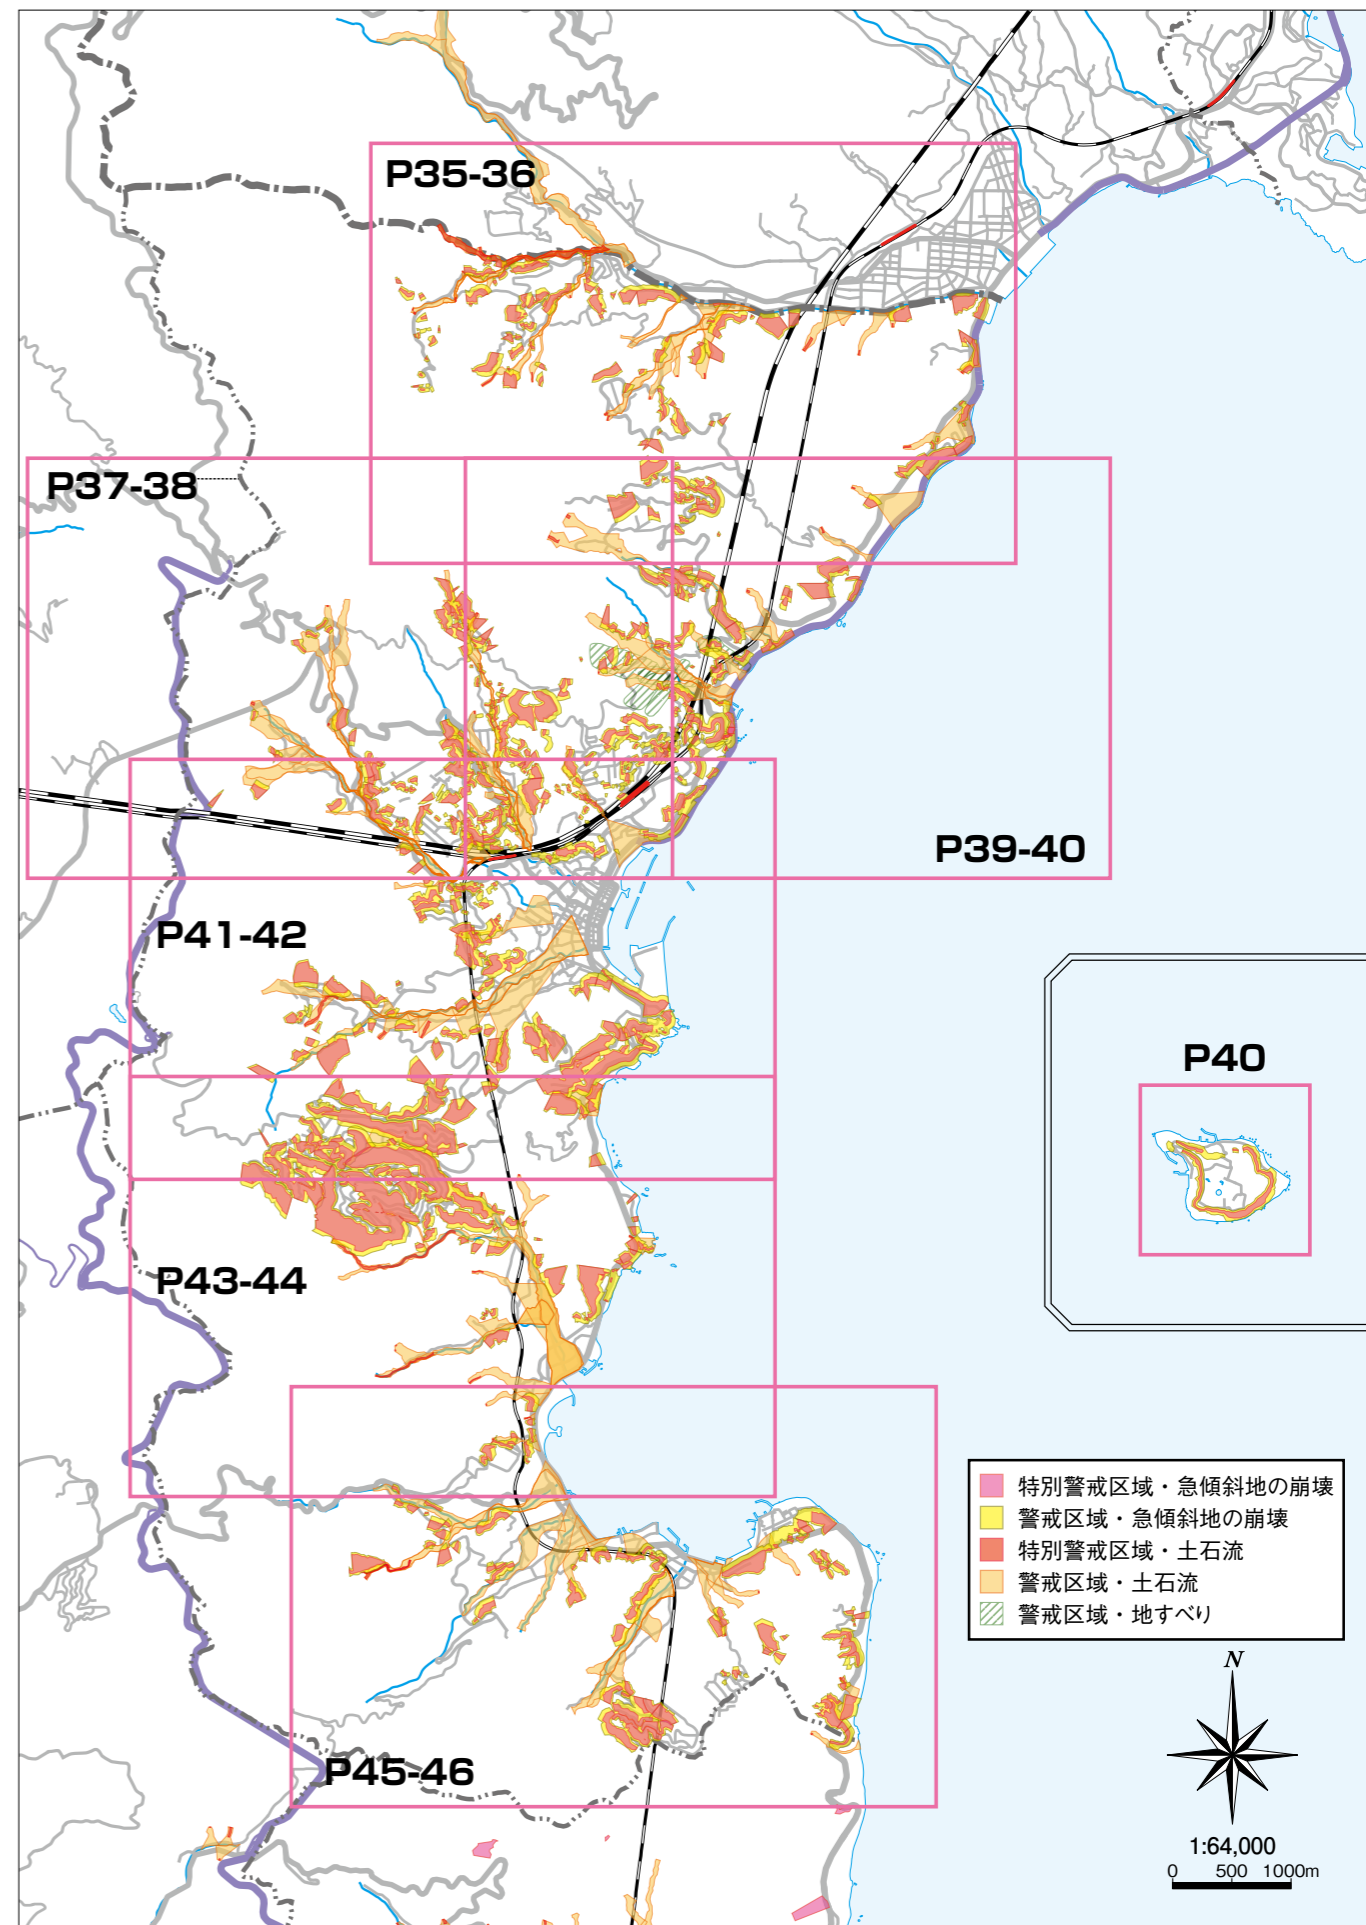 P35-36
P37-38
P39-40
P41-42
P40
P43-44
特別警戒区域・急傾斜地の崩壊
警戒区域・急傾斜地の崩壊
特別警戒区域・土石流
警戒区域・土石流
警戒区域・地すべり
N
P45-46
1:64,000
0 500 1000m